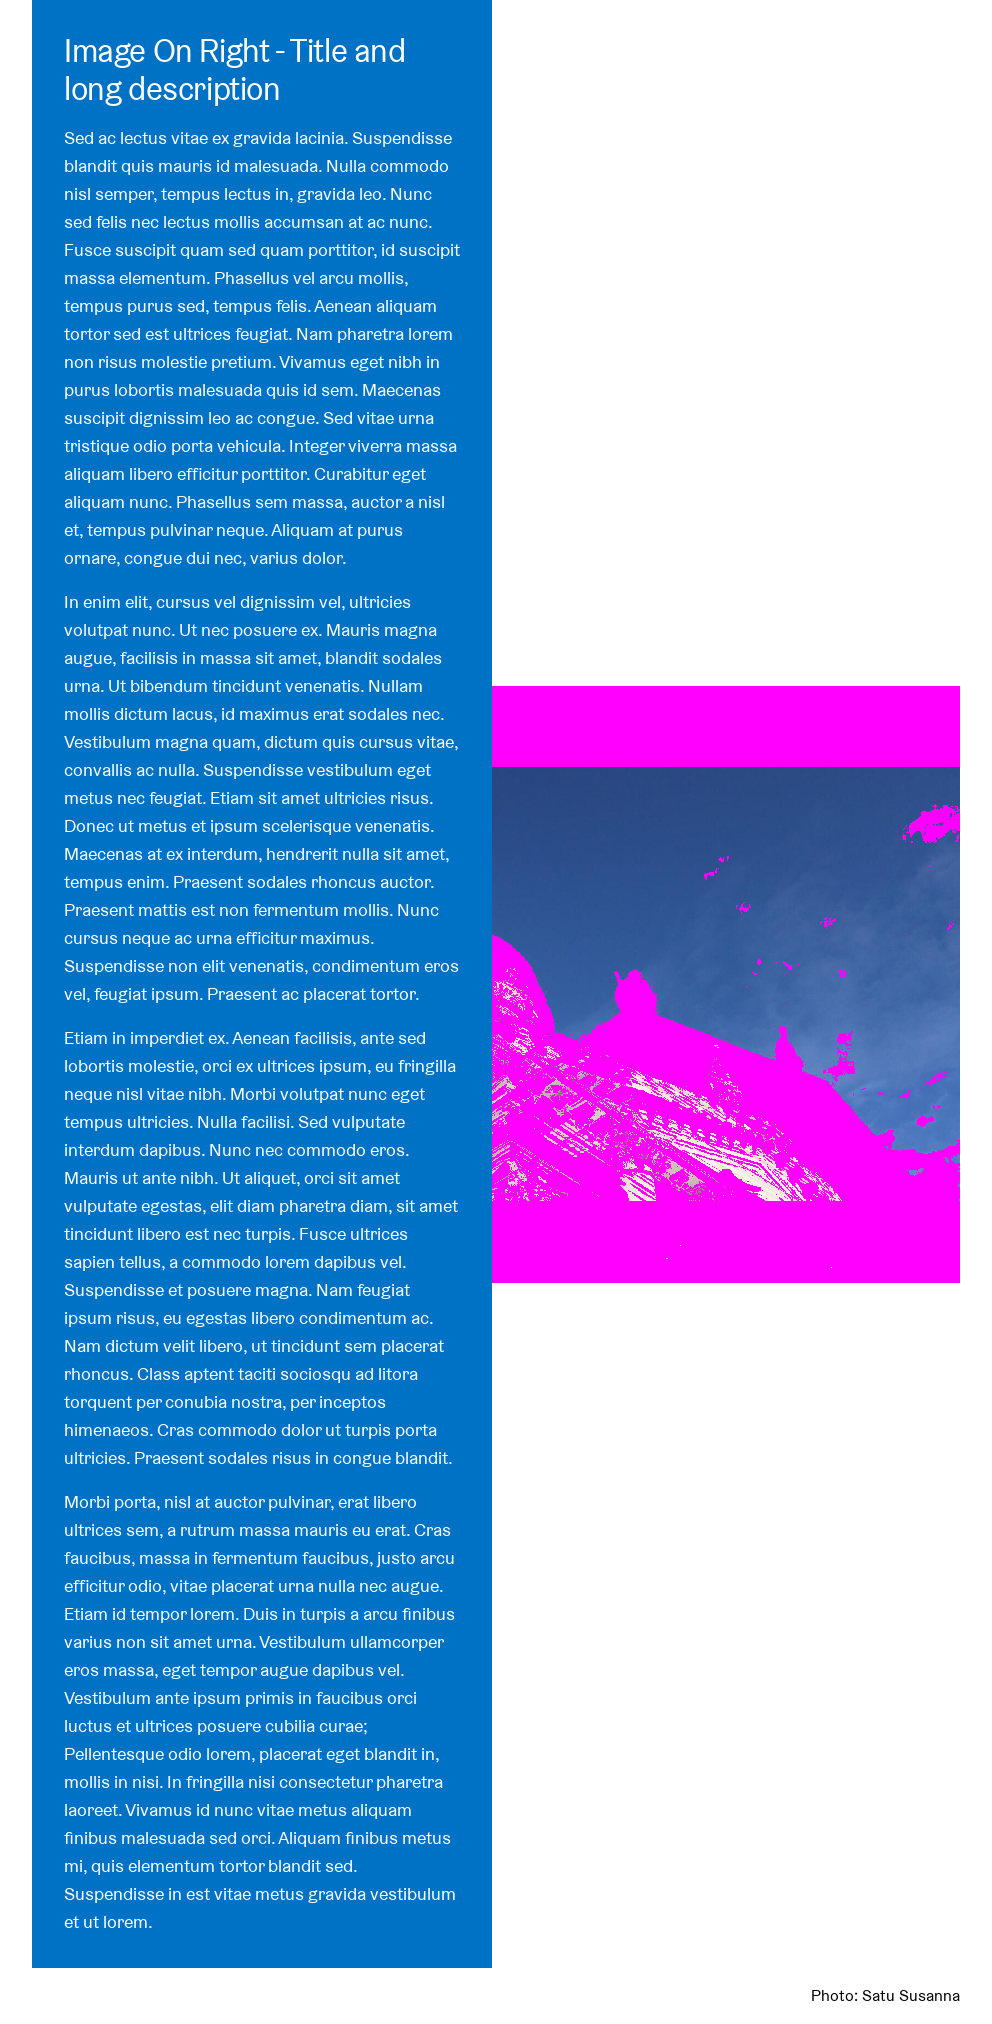 Image On Right - Title and
long description
Sed ac lectus vitae ex gravida lacinia. Suspendisse
blandit quis mauris id malesuada. Nulla commodo
nisl semper, tempus lectus in, gravida leo. Nunc
sed felis nec lectus mollis accumsan at ac nunc.
Fusce suscipit quam sed quam porttitor, id suscipit
massa elementum. Phasellus vel arcu mollis,
tempus purus sed, tempus felis. Aenean aliquam
tortor sed est ultrices feugiat. Nam pharetra lorem
non risus molestie pretium. Vivamus eget nibh in
purus lobortis malesuada quis id sem. Maecenas
suscipit dignissim leo ac congue. Sed vitae urna
tristique odio porta vehicula. Integer viverra massa
aliquam libero efficitur porttitor. Curabitur eget
aliquam nunc. Phasellus sem massa, auctor a nisl
et, tempus pulvinar neque. Aliquam at purus
ornare, congue dui nec, varius dolor.
In enim elit, cursus vel dignissim vel, ultricies
volutpat nunc. Ut nec posuere ex. Mauris magna
augue, facilisis in massa sit amet, blandit sodales
urna. Ut bibendum tincidunt venenatis. Nullam
mollis dictum lacus, id maximus erat sodales nec.
Vestibulum magna quam, dictum quis cursus vitae,
convallis ac nulla. Suspendisse vestibulum eget
metus nec feugiat. Etiam sit amet ultricies risus.
Donec ut metus et ipsum scelerisque venenatis.
Maecenas at ex interdum, hendrerit nulla sit amet,
tempus enim. Praesent sodales rhoncus auctor.
Praesent mattis est non fermentum mollis. Nunc
cursus neque ac urna efficitur maximus.
Suspendisse non elit venenatis, condimentum eros
vel, feugiat ipsum. Praesent ac placerat tortor.
Etiam in imperdiet ex. Aenean facilisis, ante sed
lobortis molestie, orci ex ultrices ipsum, eu fringilla
neque nisl vitae nibh. Morbi volutpat nunc eget
tempus ultricies. Nulla facilisi. Sed vulputate
interdum dapibus. Nunc nec commodo eros.
Mauris ut ante nibh. Ut aliquet, orci sit amet
vulputate egestas, elit diam pharetra diam, sit amet
tincidunt libero est nec turpis. Fusce ultrices
sapien tellus, a commodo lorem dapibus vel.
Suspendisse et posuere magna. Nam feugiat
ipsum risus, eu egestas libero condimentum ac.
Nam dictum velit libero, ut tincidunt sem placerat
rhoncus. Class aptent taciti sociosqu ad litora
torquent per conubia nostra, per inceptos
himenaeos. Cras commodo dolor ut turpis porta
ultricies. Praesent sodales risus in congue blandit.
Morbi porta, nisl at auctor pulvinar, erat libero
ultrices sem, a rutrum massa mauris eu erat. Cras
faucibus, massa in fermentum faucibus, justo arcu
efficitur odio, vitae placerat urna nulla nec augue.
Etiam id tempor lorem. Duis in turpis a arcu finibus
varius non sit amet urna. Vestibulum ullamcorper
eros massa, eget tempor augue dapibus vel.
Vestibulum ante ipsum primis in faucibus orci
luctus et ultrices posuere cubilia curae;
Pellentesque odio lorem, placerat eget blandit in,
mollis in nisi. In fringilla nisi consectetur pharetra
laoreet. Vivamus id nunc vitae metus aliquam
finibus malesuada sed orci. Aliquam finibus metus
mi, quis elementum tortor blandit sed.
Suspendisse in est vitae metus gravida vestibulum
et ut lorem.
Photo: Satu Susanna